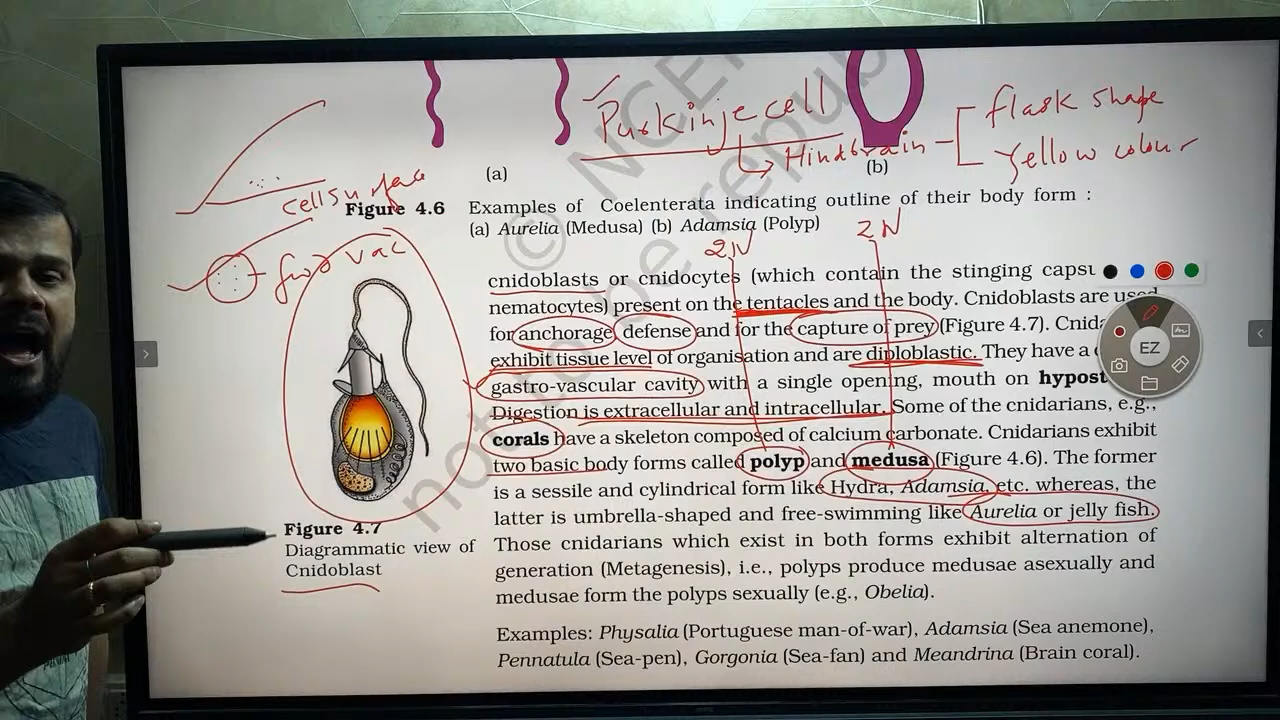 Purkinje cell
Hindbrain
flask shape
Yellow colour
(a)
(b)
cell surface
Figure 4.6 Examples of Coelenterata indicating outline of their body form :
(a) Aurelia (Medusa) (b) Adamsia (Polyp)
2N
2N
food vac
cnidoblasts or cnidocytes (which contain the stinging capsu
nematocytes) present on the tentacles and the body. Cnidoblasts are used
for anchorage, defense and for the capture of prey (Figure 4.7). Cnida
exhibit tissue level of organisation and are diploblastic. They have a
gastro-vascular cavity with a single opening, mouth on hypost
Digestion is extracellular and intracellular. Some of the cnidarians, e.g.,
corals have a skeleton composed of calcium carbonate. Cnidarians exhibit
two basic body forms called polyp and medusa (Figure 4.6). The former
is a sessile and cylindrical form like Hydra, Adamsia, etc. whereas, the
latter is umbrella-shaped and free-swimming like Aurelia or jelly fish.
Those cnidarians which exist in both forms exhibit alternation of
generation (Metagenesis), i.e., polyps produce medusae asexually and
medusae form the polyps sexually (e.g., Obelia).
Figure 4.7
Diagrammatic view of
Cnidoblast
Examples: Physalia (Portuguese man-of-war), Adamsia (Sea anemone),
Pennatula (Sea-pen), Gorgonia (Sea-fan) and Meandrina (Brain coral).
EZ
© NCE
not to be repub